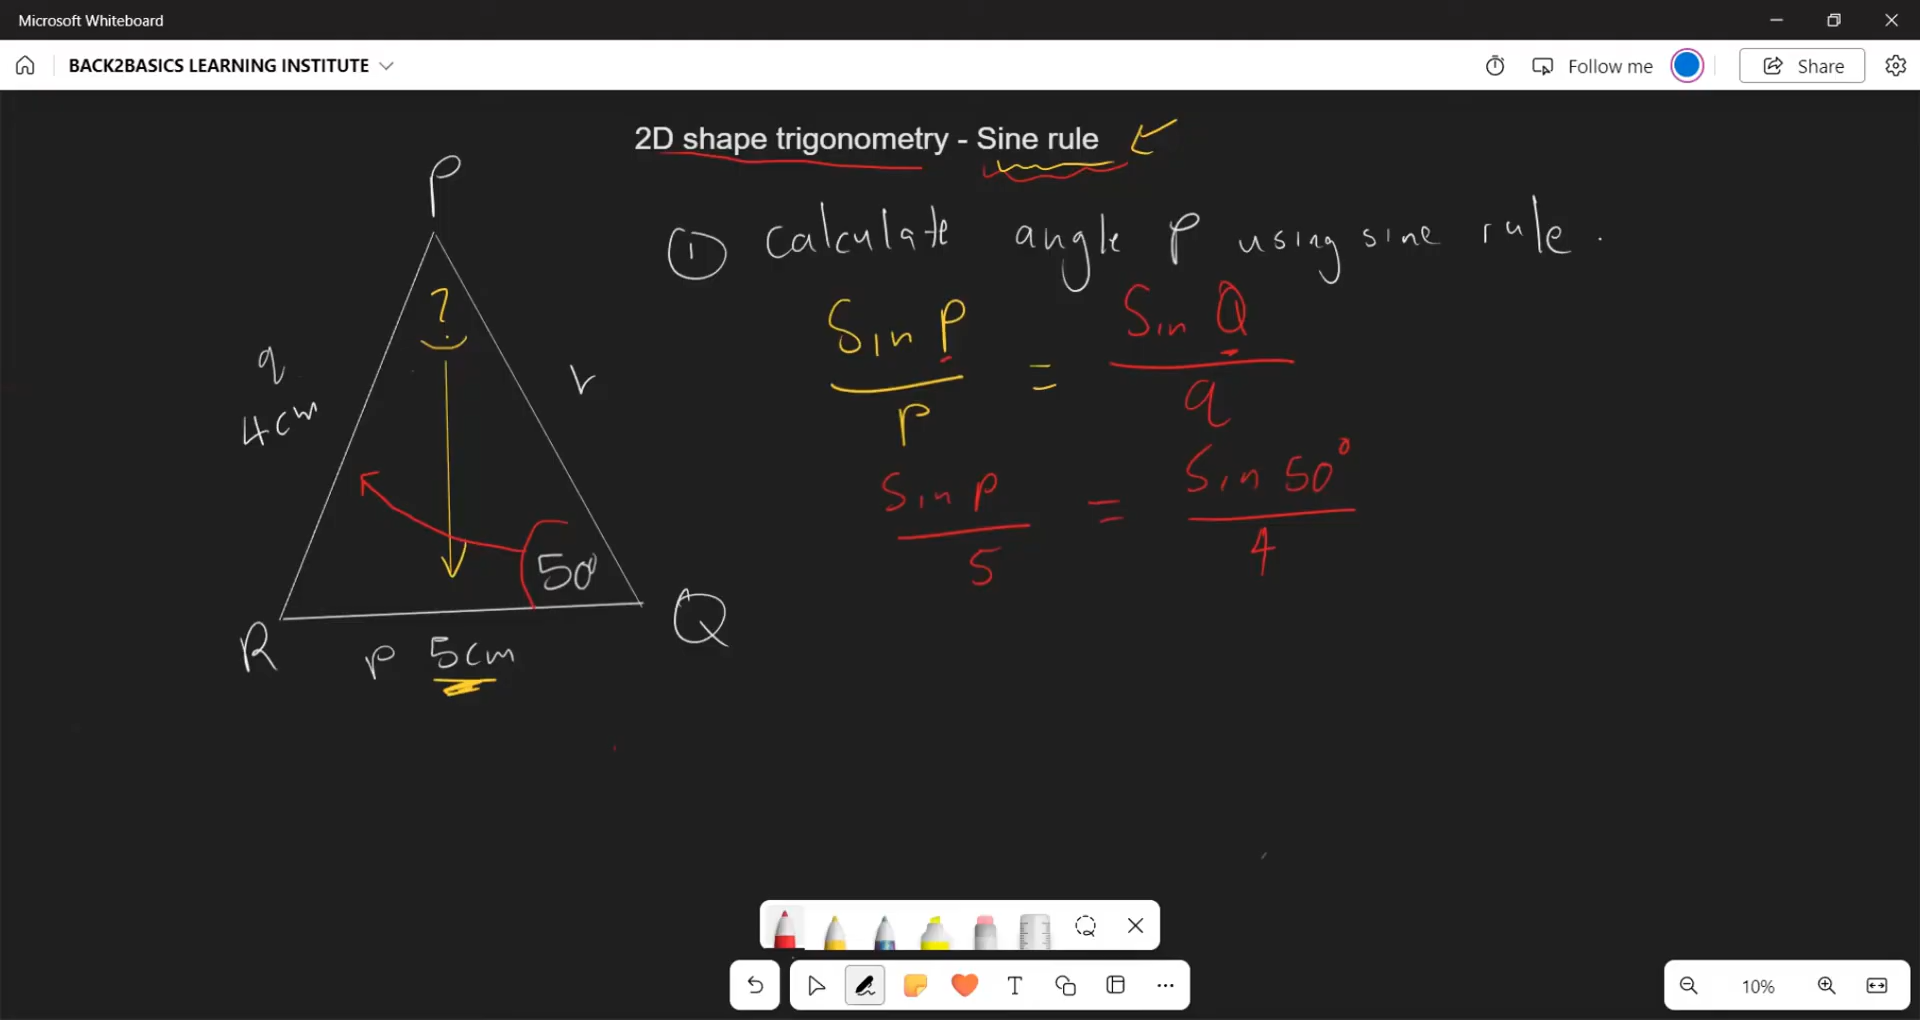 Microsoft Whiteboard
BACK2BASICS LEARNING INSTITUTE
Follow me
Share
2D shape trigonometry - Sine rule
① Calculate angle P using sine rule.
Sin P / p = Sin Q / q
Sin P / 5 = Sin 50° / 4
P
?
q
4cm
r
50°
R
p 5cm
Q
10%